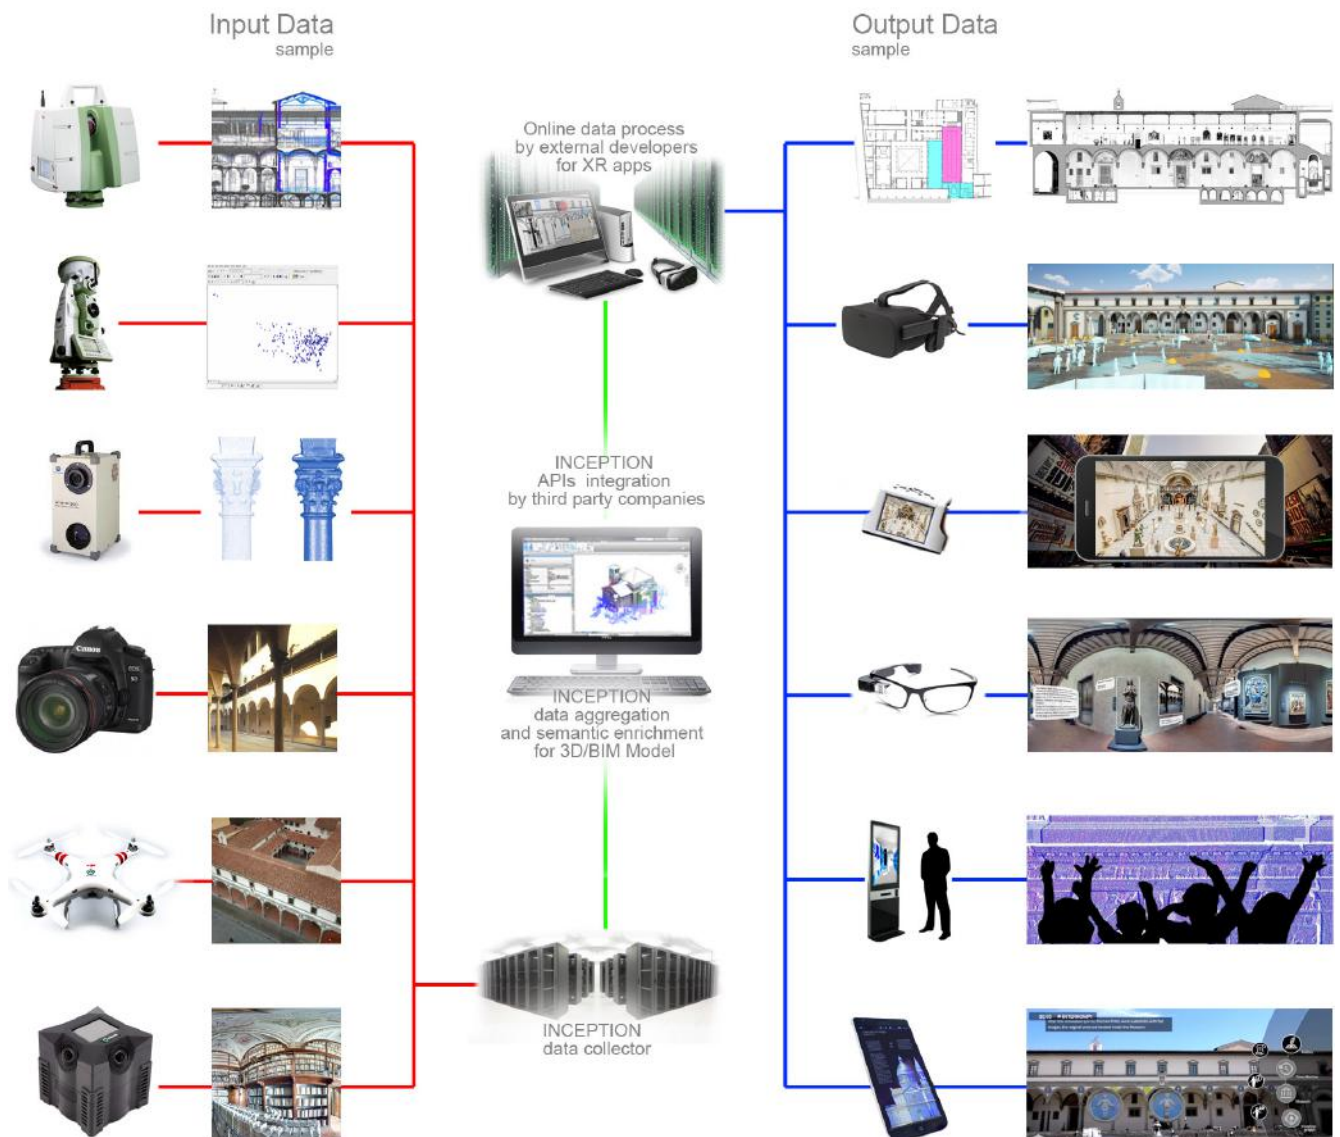 Input Data
sample
Output Data
sample
Online data process
by external developers
for XR apps
INCEPTION
APIs integration
by third party companies
Canon
INCEPTION
data aggregation
and semantic enrichment
for 3D/BIM Model
INCEPTION
data collector